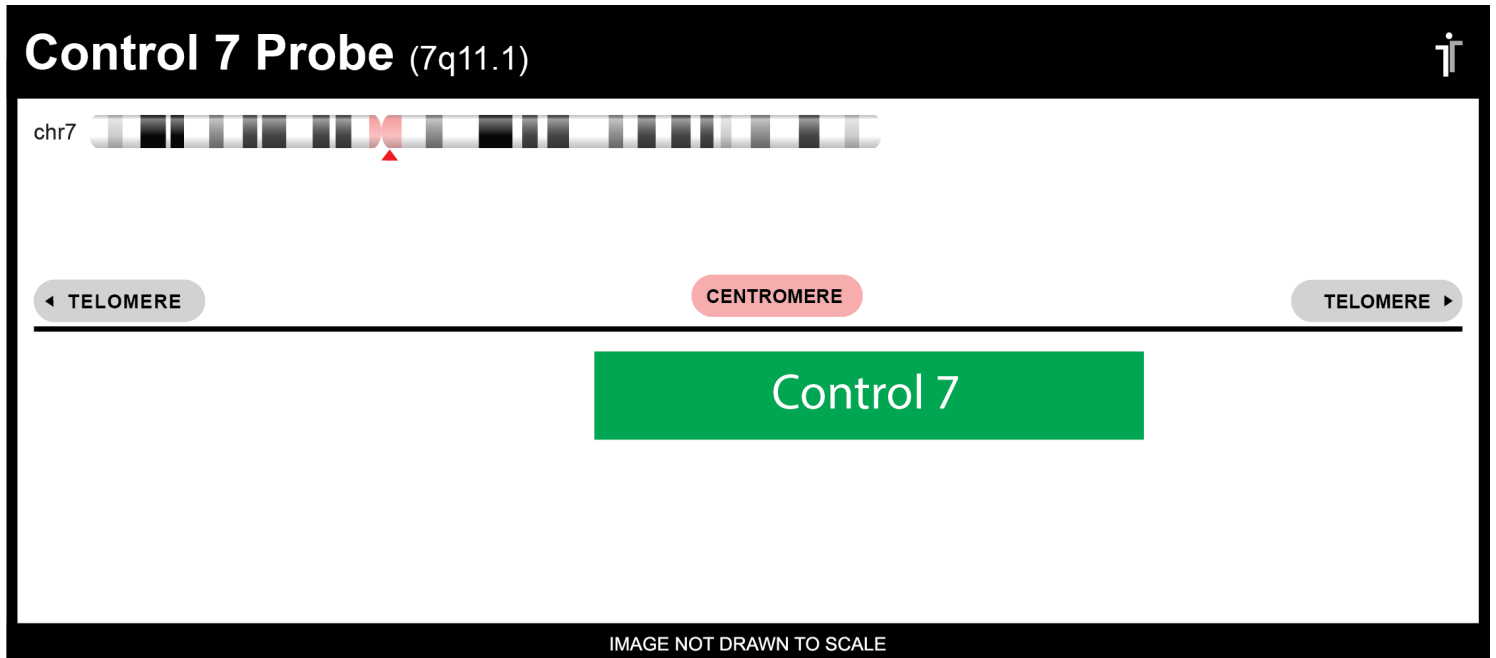 Control 7 Probe (7q11.1)
chr7
TELOMERE
CENTROMERE
TELOMERE
Control 7
IMAGE NOT DRAWN TO SCALE